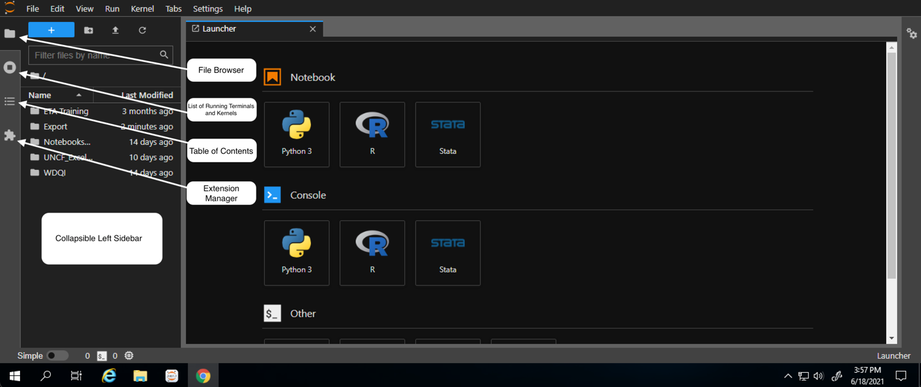 File Edit View Run Kernel Tabs Settings Help
+
Launcher
Filter files by name
/
Name Last Modified
ETA Training 3 months ago
Export 2 minutes ago
Notebooks... 14 days ago
UNCF_Excel... 10 days ago
WDQI 14 days ago
File Browser
List of Running Terminals
and Kernels
Table of Contents
Extension
Manager
Collapsible Left Sidebar
Notebook
Python 3 R stata Stata
Console
Python 3 R stata Stata
$_ Other
Simple 0 $_ 0 Launcher
3:57 PM
6/18/2021